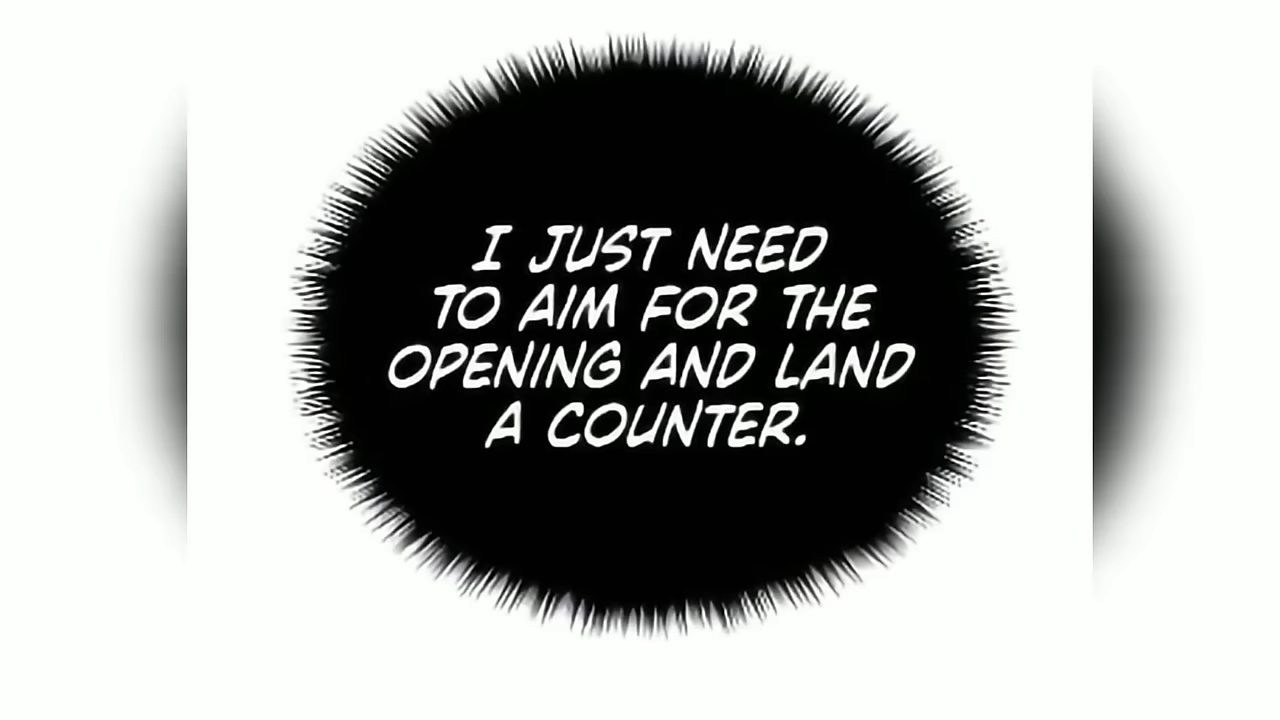 I JUST NEED
TO AIM FOR THE
OPENING AND LAND
A COUNTER.